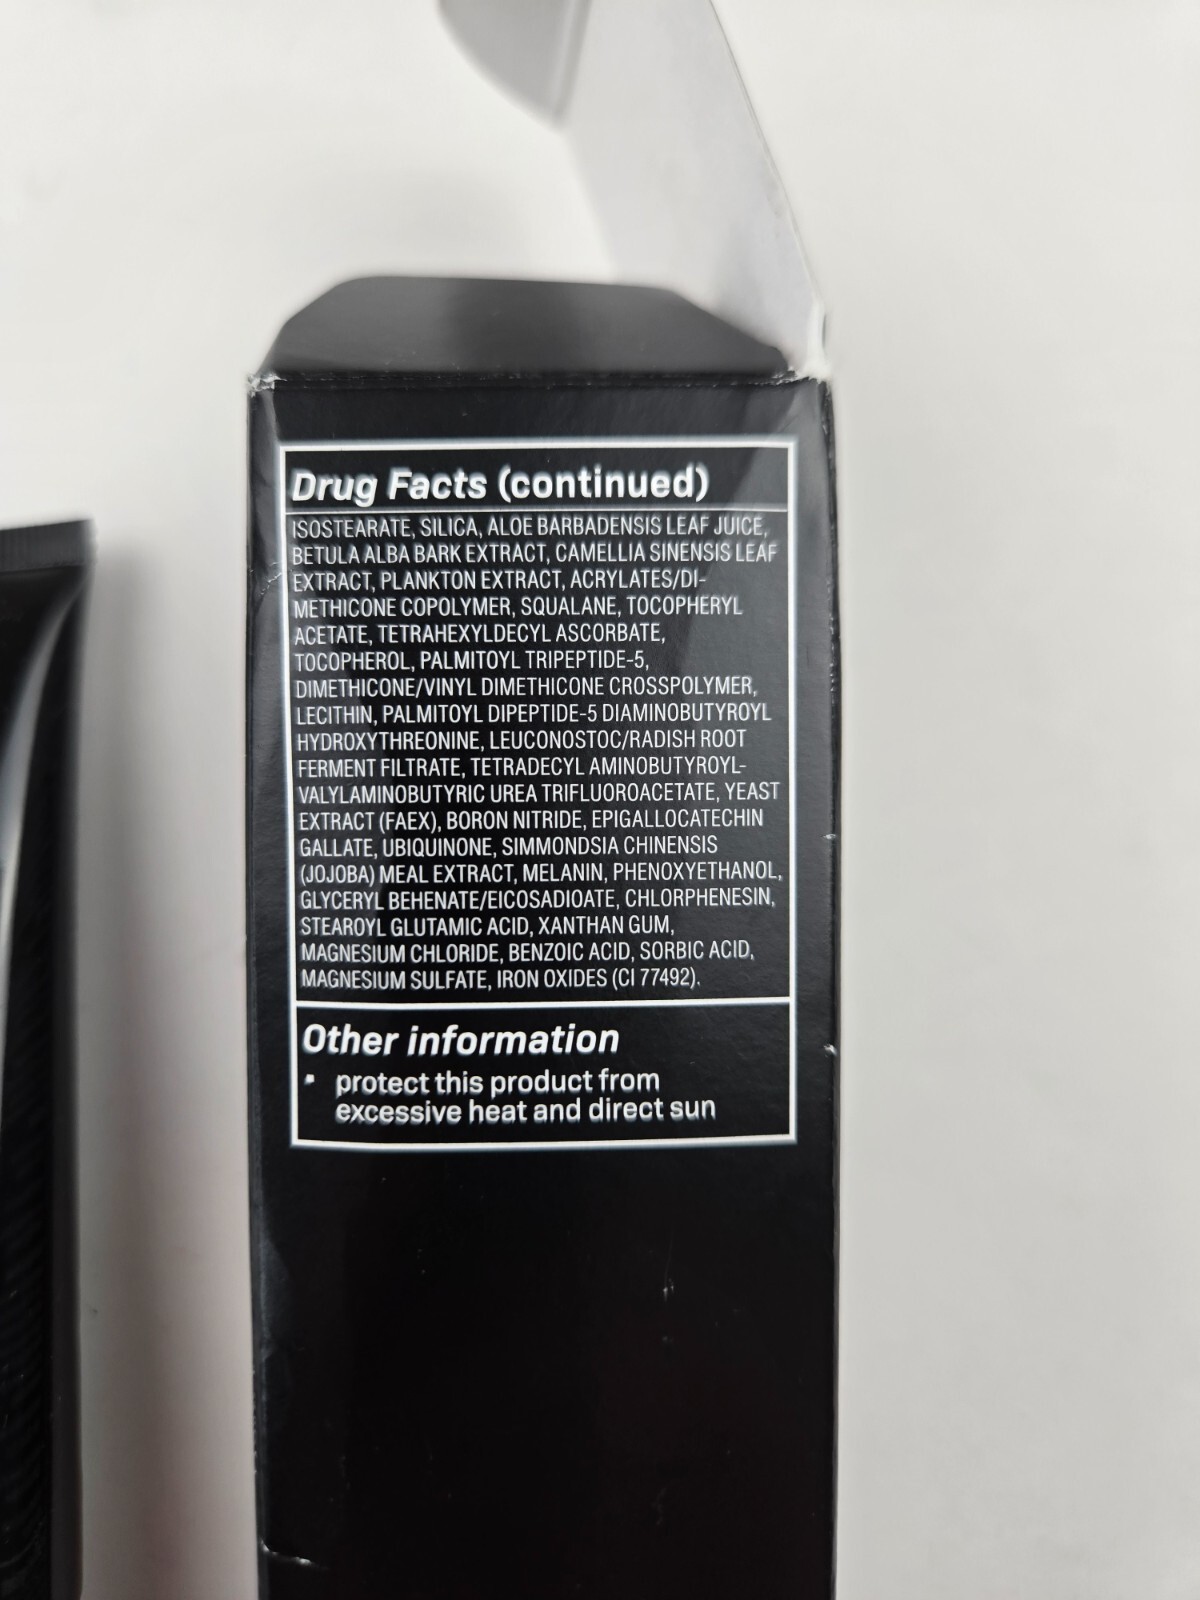 Drug Facts (continued)
ISOSTEARATE, SILICA, ALOE BARBADENSIS LEAF JUICE,
BETULA ALBA BARK EXTRACT, CAMELLIA SINENSIS LEAF
EXTRACT, PLANKTON EXTRACT, ACRYLATES/DI-
METHICONE COPOLYMER, SQUALANE, TOCOPHERYL
ACETATE, TETRAHEXYLDECYL ASCORBATE,
TOCOPHEROL, PALMITOYL TRIPEPTIDE-5,
DIMETHICONE/VINYL DIMETHICONE CROSSPOLYMER,
LECITHIN, PALMITOYL DIPEPTIDE-5 DIAMINOBUTYROYL
HYDROXYTHREONINE, LEUCONOSTOC/RADISH ROOT
FERMENT FILTRATE, TETRADECYL AMINOBUTYROYL-
VALYLAMINOBUTYRIC UREA TRIFLUOROACETATE, YEAST
EXTRACT (FAEX), BORON NITRIDE, EPIGALLOCATECHIN
GALLATE, UBIQUINONE, SIMMONDSIA CHINENSIS
(JOJOBA) MEAL EXTRACT, MELANIN, PHENOXYETHANOL,
GLYCERYL BEHENATE/EICOSADIOATE, CHLORPHENESIN,
STEAROYL GLUTAMIC ACID, XANTHAN GUM,
MAGNESIUM CHLORIDE, BENZOIC ACID, SORBIC ACID,
MAGNESIUM SULFATE, IRON OXIDES (CI 77492).
Other information
▪ protect this product from
excessive heat and direct sun